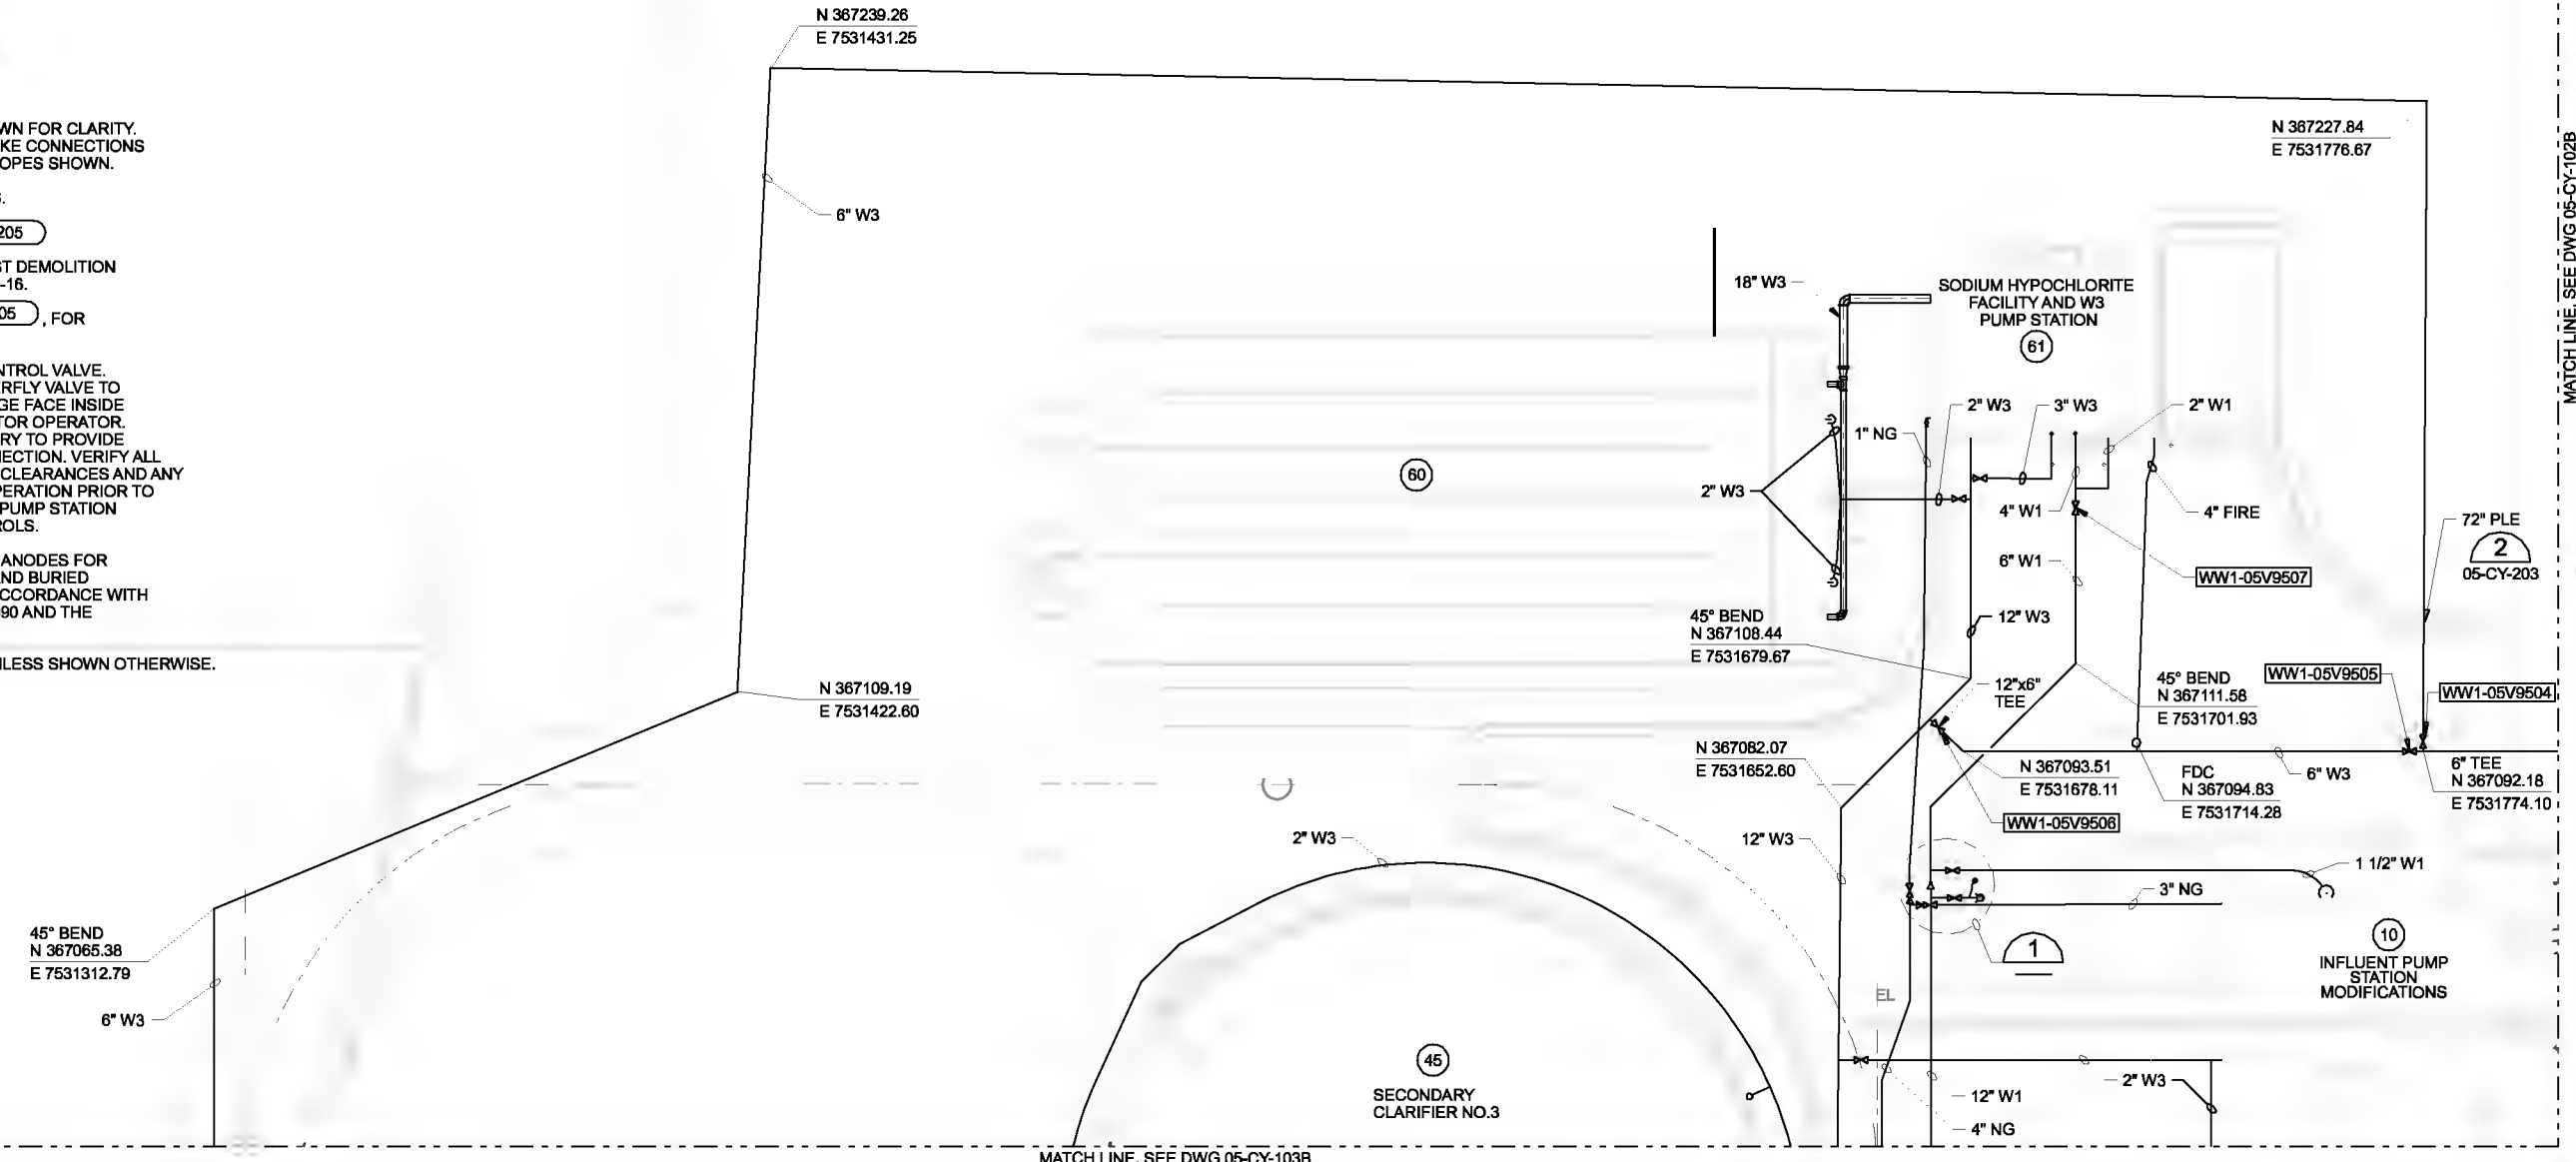 N 367239.26
E 7531431.25
WN FOR CLARITY.
KE CONNECTIONS
OPES SHOWN.
205
ST DEMOLITION
-16.
05
, FOR
NTROL VALVE.
ERFLY VALVE TO
GE FACE INSIDE
TOR OPERATOR.
RY TO PROVIDE
NECTION. VERIFY ALL
CLEARANCES AND ANY
PERATION PRIOR TO
PUMP STATION
ROLS.
ANODES FOR
ND BURIED
CCORDANCE WITH
90 AND THE
NLESS SHOWN OTHERWISE.
6" W3
N 367227.84
E 7531776.67
MATCH LINE, SEE DWG 05-CY-102B
18" W3
SODIUM HYPOCHLORITE
FACILITY AND W3
PUMP STATION
61
2" W3
3" W3
2" W1
1" NG
60
2" W3
4" W1
4" FIRE
72" PLE
2
05-CY-203
6" W1
WW1-05V9507
45° BEND
N 367108.44
E 7531679.67
12" W3
12"x6"
TEE
45° BEND
N 367111.58
E 7531701.93
WW1-05V9505
WW1-05V9504
N 367109.19
E 7531422.60
N 367082.07
E 7531652.60
N 367093.51
E 7531678.11
FDC
N 367094.83
E 7531714.28
6" W3
6" TEE
N 367092.18
E 7531774.10
WW1-05V9506
2" W3
12" W3
1 1/2" W1
3" NG
45° BEND
N 367065.38
E 7531312.79
6" W3
1
10
INFLUENT PUMP
STATION
MODIFICATIONS
EL
45
SECONDARY
CLARIFIER NO.3
2" W3
12" W1
4" NG
MATCH LINE, SEE DWG 05-CY-103B